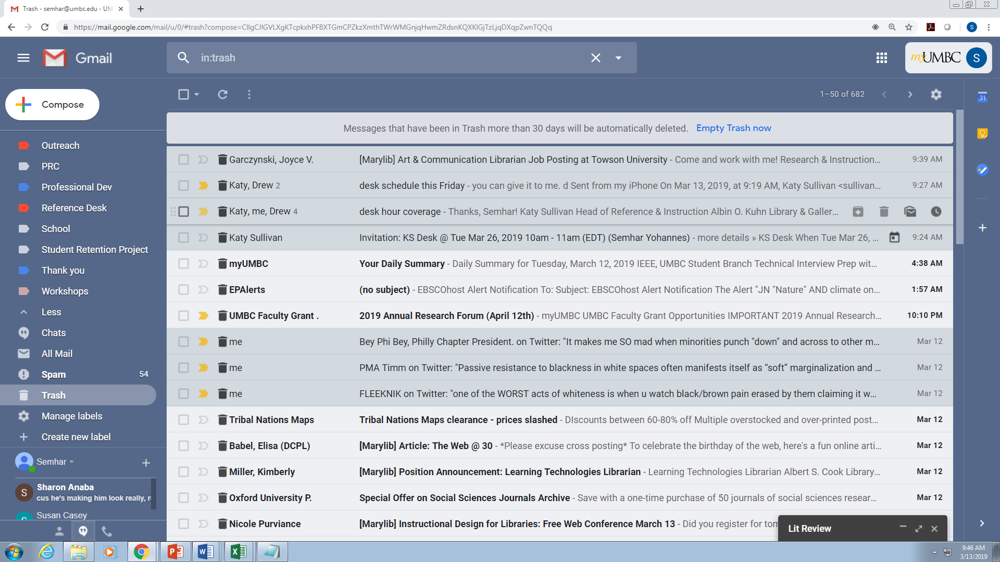 Trash - semhar@umbc.edu - UM
https://mail.google.com/mail/u/0/#trash?compose=CllgCJlGVLXgKTcpkxhPFBXTGmCPZkzXmthTWrWMGnjqHwmZRdsnKQXKlGjTzLjqDXqpZwnTQQq
S
Gmail
in:trash
myUMBC S
Compose
1–50 of 682
31
Messages that have been in Trash more than 30 days will be automatically deleted. Empty Trash now
Outreach
PRC
Professional Dev
Reference Desk
School
Student Retention Project
Thank you
Workshops
Less
Chats
All Mail
Spam 54
Trash
Manage labels
Create new label
Semhar
S Sharon Anaba
cus he's making him look really, r
Susan Casey
Garczynski, Joyce V. [Marylib] Art & Communication Librarian Job Posting at Towson University - Come and work with me! Research & Instruction... 9:39 AM
Katy, Drew 2 desk schedule this Friday - you can give it to me. d Sent from my iPhone On Mar 13, 2019, at 9:19 AM, Katy Sullivan <sullivan... 9:27 AM
Katy, me, Drew 4 desk hour coverage - Thanks, Semhar! Katy Sullivan Head of Reference & Instruction Albin O. Kuhn Library & Galler...
Katy Sullivan Invitation: KS Desk @ Tue Mar 26, 2019 10am - 11am (EDT) (Semhar Yohannes) - more details » KS Desk When Tue Mar 26, ... 9:24 AM
myUMBC Your Daily Summary - Daily Summary for Tuesday, March 12, 2019 IEEE, UMBC Student Branch Technical Interview Prep wit... 4:38 AM
EPAlerts (no subject) - EBSCOhost Alert Notification To: Subject: EBSCOhost Alert Notification The Alert "JN "Nature" AND climate on... 1:57 AM
UMBC Faculty Grant . 2019 Annual Research Forum (April 12th) - myUMBC UMBC Faculty Grant Opportunities IMPORTANT 2019 Annual Research... 10:10 PM
me Bey Phi Bey, Philly Chapter President. on Twitter: "It makes me SO mad when minorities punch "down" and across to other m... Mar 12
me PMA Timm on Twitter: "Passive resistance to blackness in white spaces often manifests itself as “soft” marginalization and ... Mar 12
me FLEEKNIK on Twitter: "one of the WORST acts of whiteness is when u watch black/brown pain erased by them claiming it w... Mar 12
Tribal Nations Maps Tribal Nations Maps clearance - prices slashed - DIscounts between 60-80% off Multiple overstocked and over-printed post... Mar 12
Babel, Elisa (DCPL) [Marylib] Article: The Web @ 30 - *Please excuse cross posting* To celebrate the birthday of the web, here's a fun online arti... Mar 12
Miller, Kimberly [Marylib] Position Announcement: Learning Technologies Librarian - Learning Technologies Librarian Albert S. Cook Library... Mar 12
Oxford University P. Special Offer on Social Sciences Journals Archive - Save with a one-time purchase of 50 journals of social sciences resear... Mar 12
Nicole Purviance [Marylib] Instructional Design for Libraries: Free Web Conference March 13 - Did you register for tom
Lit Review
9:46 AM
3/13/2019